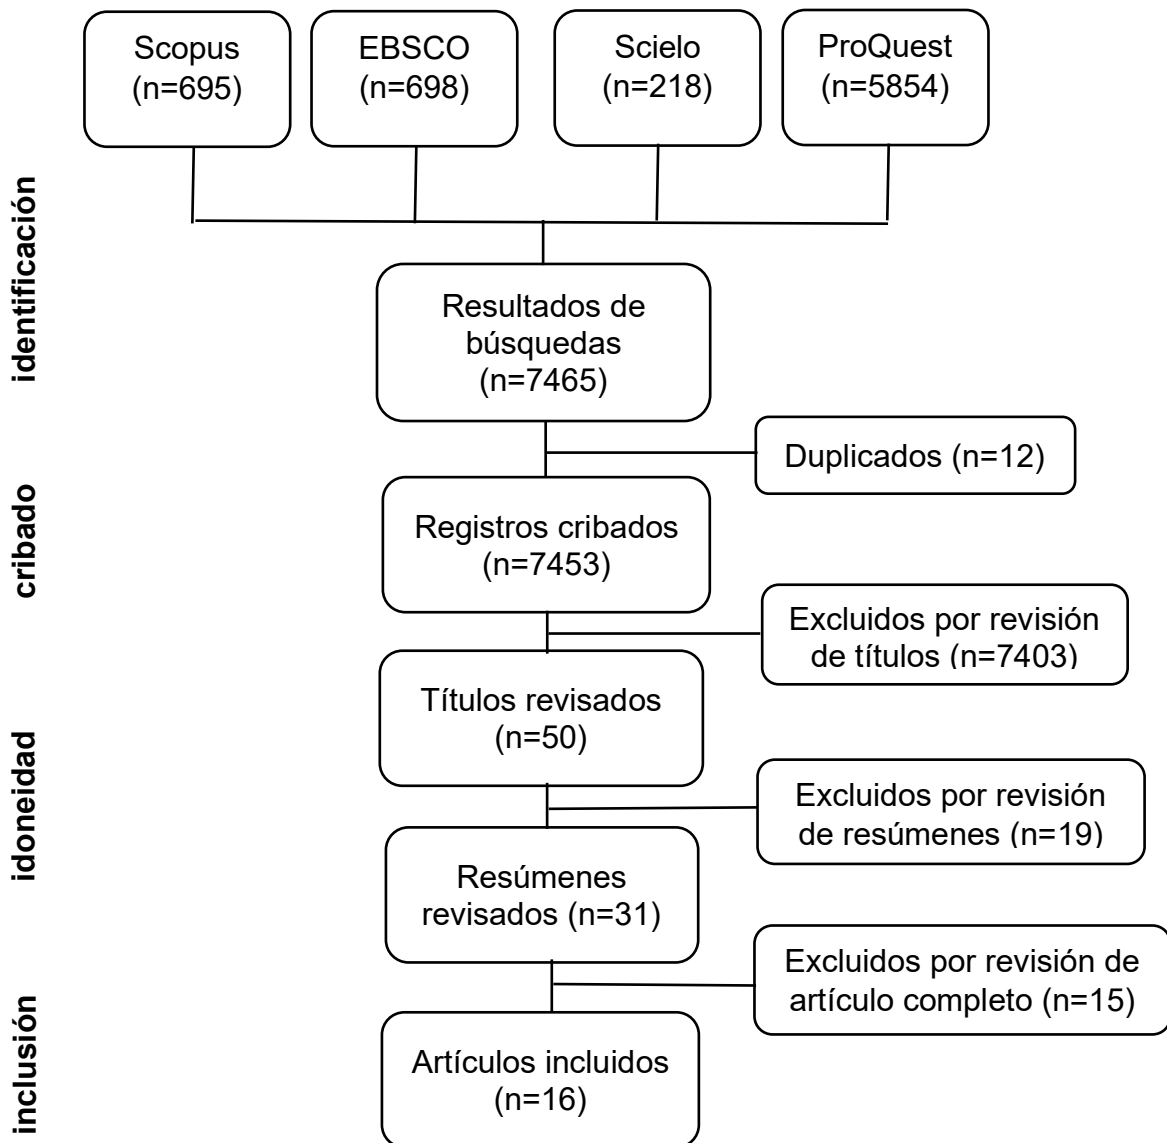 Scopus
(n=695)
EBSCO
(n=698)
Scielo
(n=218)
ProQuest
(n=5854)
identificación
Resultados de
búsquedas
(n=7465)
Duplicados (n=12)
cribado
Registros cribados
(n=7453)
Excluidos por revisión
de títulos (n=7403)
Títulos revisados
(n=50)
idoneidad
Excluidos por revisión
de resúmenes (n=19)
Resúmenes
revisados (n=31)
Excluidos por revisión de
artículo completo (n=15)
inclusión
Artículos incluidos
(n=16)